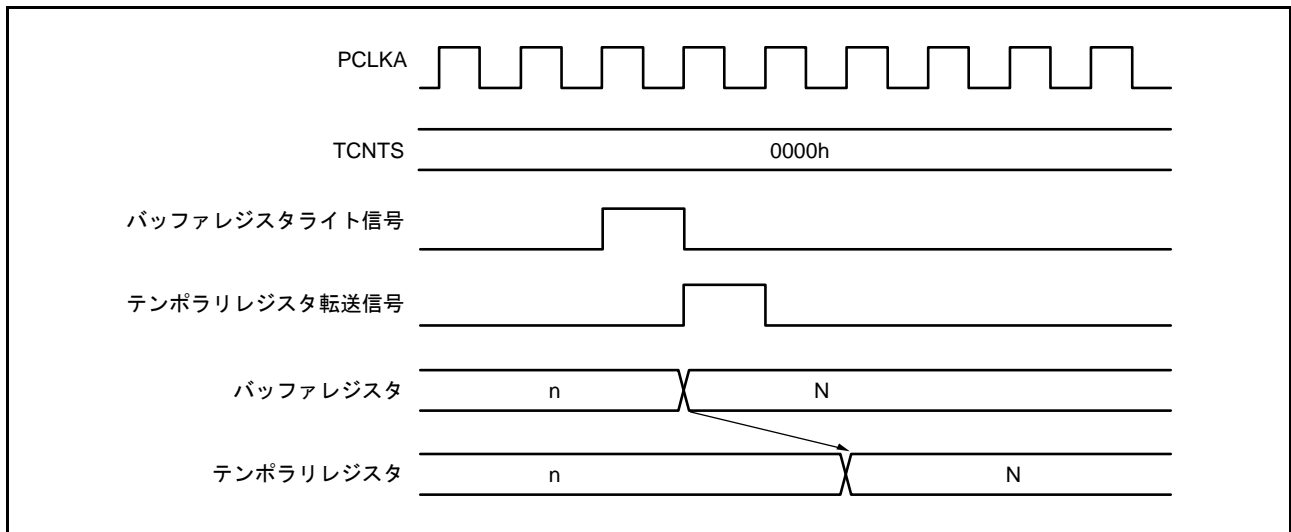 PCLKA
TCNTS
0000h
バッファレジスタライト信号
テンポラリレジスタ転送信号
バッファレジスタ
n
N
テンポラリレジスタ
n
N